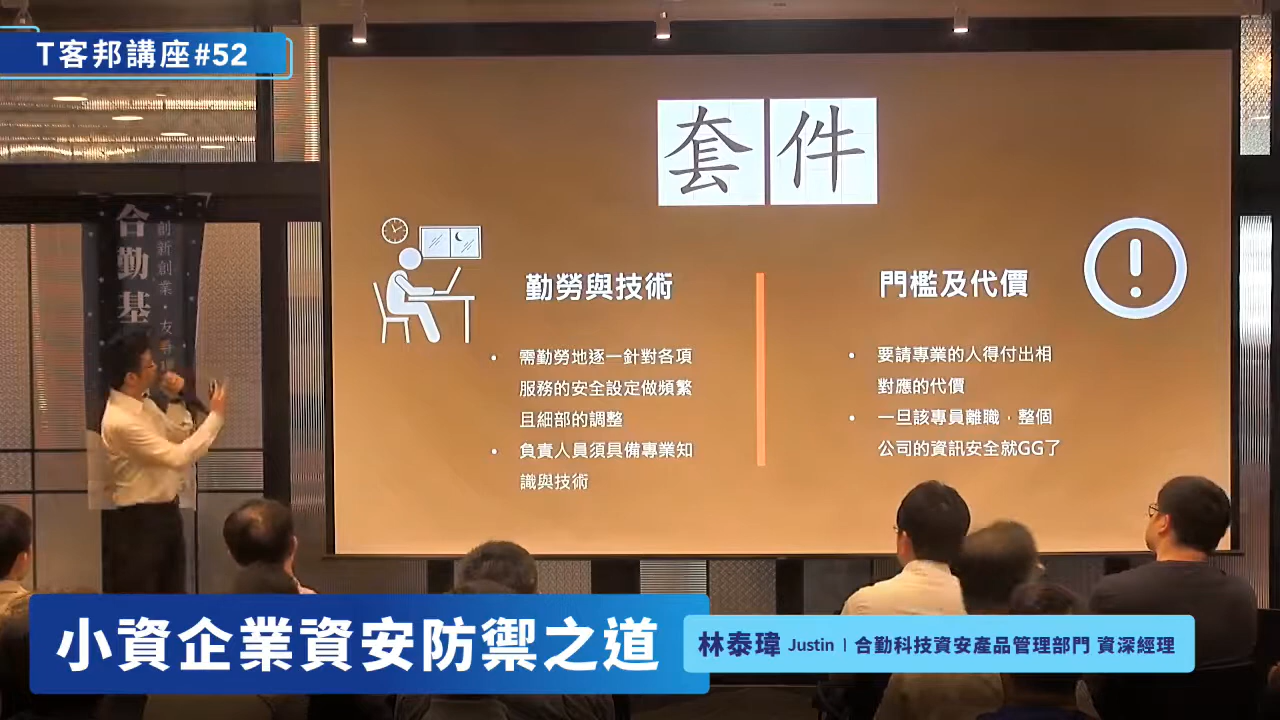 T客邦講座#52
套件
合勤基
創新創業・友
勤勞與技術
• 需勤勞地逐一針對各項
服務的安全設定做頻繁
且細部的調整
• 負責人員須具備專業知
識與技術
門檻及代價
• 要請專業的人得付出相
對應的代價
• 一旦該專員離職，整個
公司的資訊安全就GG了
小資企業資安防禦之道
林泰瑋 Justin | 合勤科技資安產品管理部門 資深經理